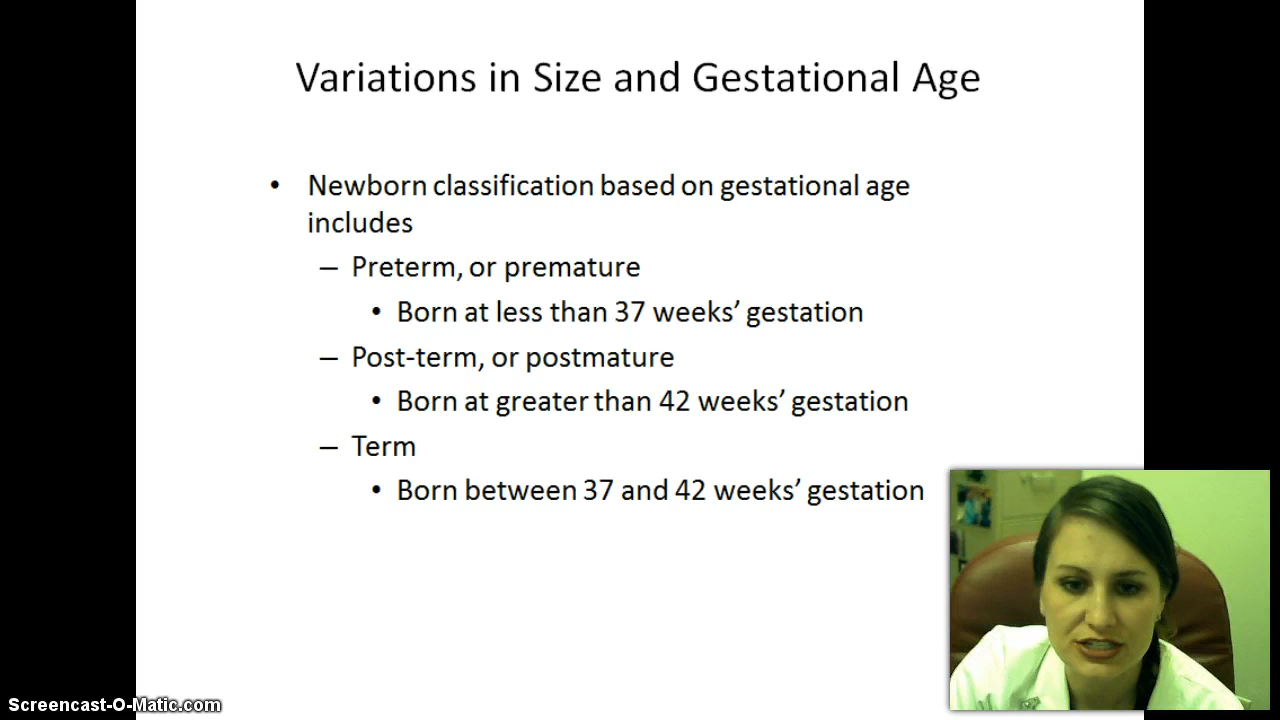 Variations in Size and Gestational Age
• Newborn classification based on gestational age
includes
– Preterm, or premature
• Born at less than 37 weeks’ gestation
– Post-term, or postmature
• Born at greater than 42 weeks’ gestation
– Term
• Born between 37 and 42 weeks’ gestation
Screencast-O-Matic.com